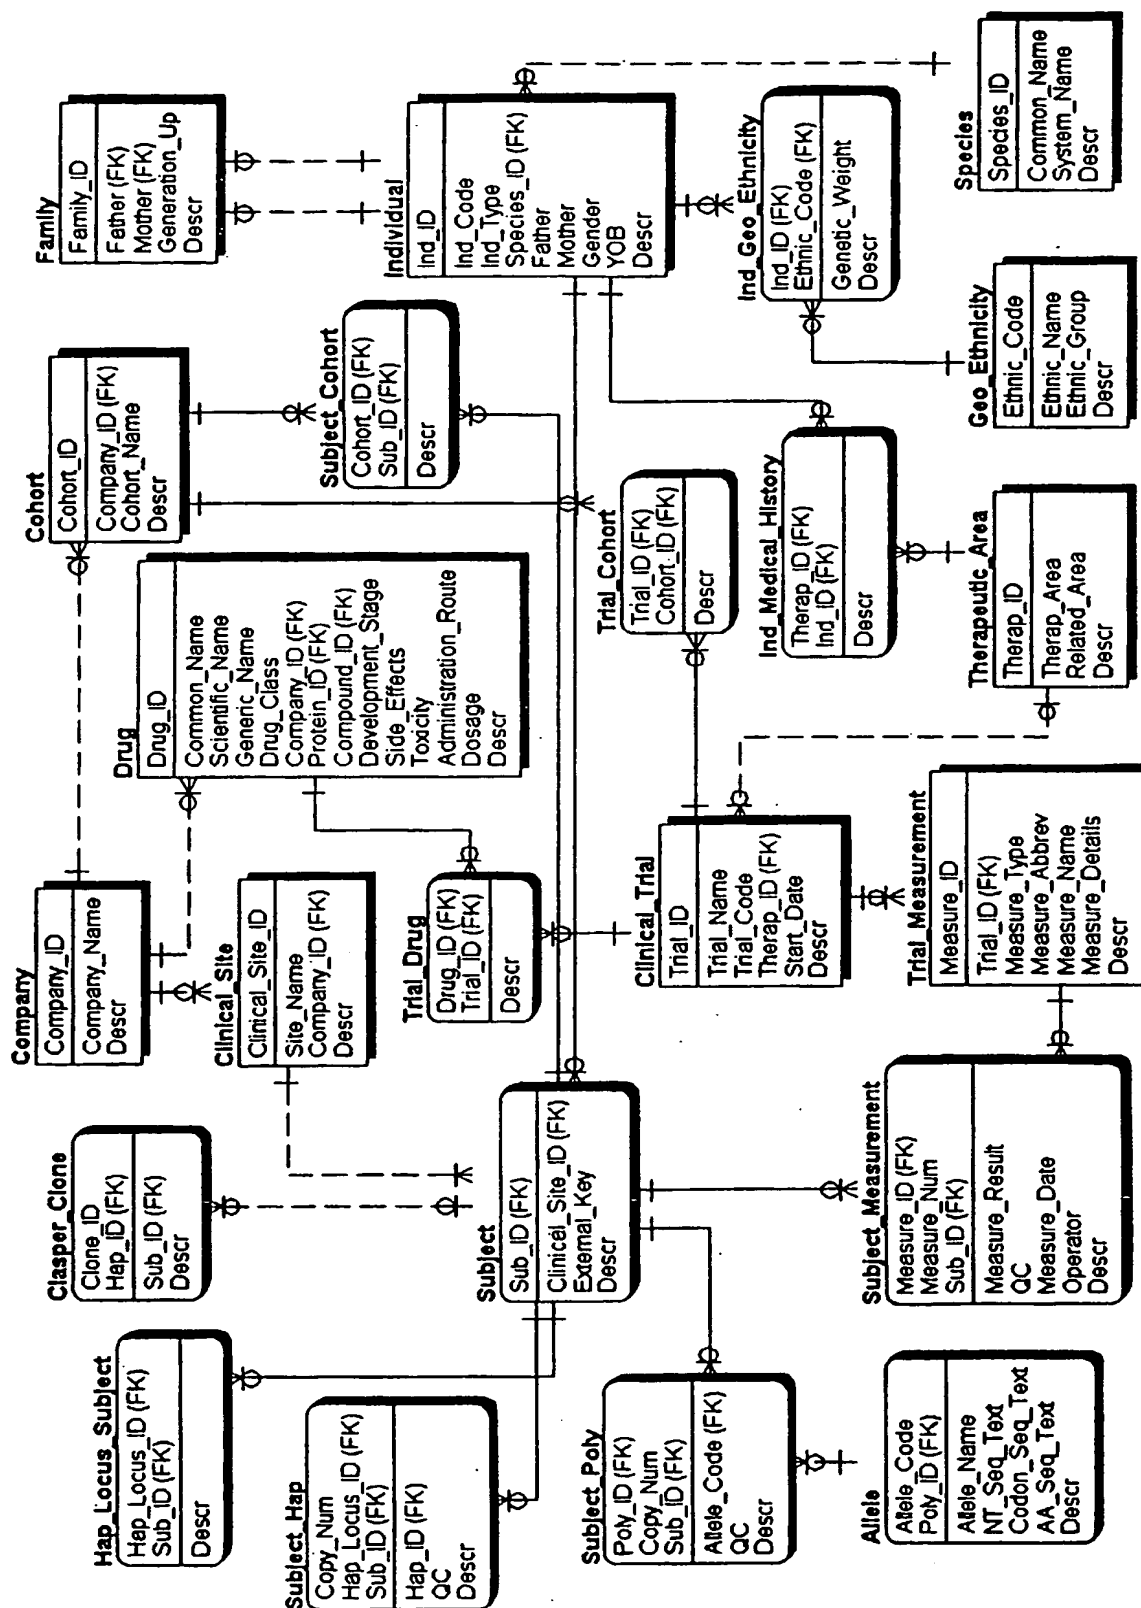 Hap_Locus_Subject
Hap_Locus_ID (FK)
Sub_ID (FK)
Descr
Clasper_Clone
Clone_ID
Hap_ID (FK)
Sub_ID (FK)
Descr
Company
Company_ID
Company_Name
Descr
Cohort
Cohort_ID
Company_ID (FK)
Cohort_Name
Descr
Family
Family_ID
Father (FK)
Mother (FK)
Generation_Up
Descr
Subject_Hap
Copy_Num
Hap_Locus_ID (FK)
Sub_ID (FK)
Hap_ID (FK)
QC
Descr
Clinical_Site
Clinical_Site_ID
Site_Name
Company_ID (FK)
Descr
Drug
Drug_ID
Common_Name
Scientific_Name
Generic_Name
Drug_Class
Company_ID (FK)
Protein_ID (FK)
Compound_ID (FK)
Development_Stage
Side_Effects
Toxicity
Administration_Route
Dosage
Descr
Subject_Cohort
Cohort_ID (FK)
Sub_ID (FK)
Descr
Individual
Ind_ID
Ind_Code
Ind_Type
Species_ID (FK)
Father
Mother
Gender
YOB
Descr
Subject
Sub_ID (FK)
Clinical_Site_ID (FK)
External_Key
Descr
Trial_Drug
Drug_ID (FK)
Trial_ID (FK)
Descr
Subject_Poly
Poly_ID (FK)
Copy_Num
Sub_ID (FK)
Allele_Code (FK)
QC
Descr
Clinical_Trial
Trial_ID
Trial_Name
Trial_Code
Therap_ID (FK)
Start_Date
Descr
Trial_Cohort
Trial_ID (FK)
Cohort_ID (FK)
Descr
Ind_Geo_Ethnicity
Ind_ID (FK)
Ethnic_Code (FK)
Genetic_Weight
Descr
Ind_Medical_History
Therap_ID (FK)
Ind_ID (FK)
Descr
Allele
Allele_Code
Poly_ID (FK)
Allele_Name
NT_Seq_Text
Codon_Seq_Text
AA_Seq_Text
Descr
Subject_Measurement
Measure_ID (FK)
Measure_Num
Sub_ID (FK)
Measure_Result
QC
Measure_Date
Operator
Descr
Trial_Measurement
Measure_ID
Trial_ID (FK)
Measure_Type
Measure_Abbrev
Measure_Name
Measure_Details
Descr
Therapeutic_Area
Therap_ID
Therap_Area
Related_Area
Descr
Geo_Ethnicity
Ethnic_Code
Ethnic_Name
Ethnic_Group
Descr
Species
Species_ID
Common_Name
System_Name
Descr